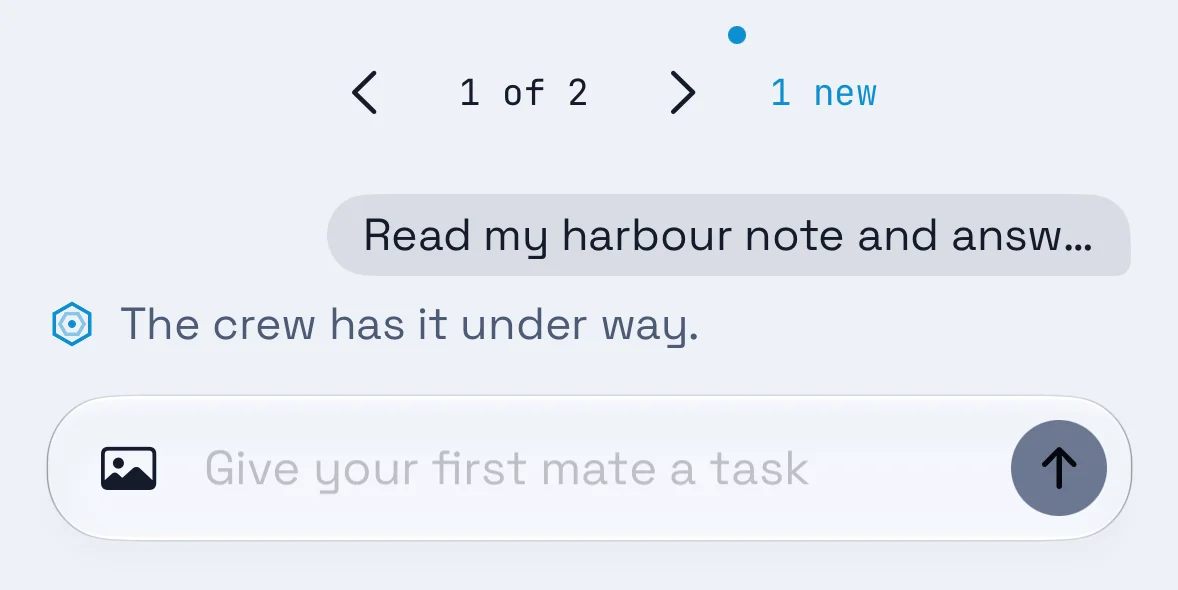 1 of 2 1 new
Read my harbour note and answ…
The crew has it under way.
Give your first mate a task